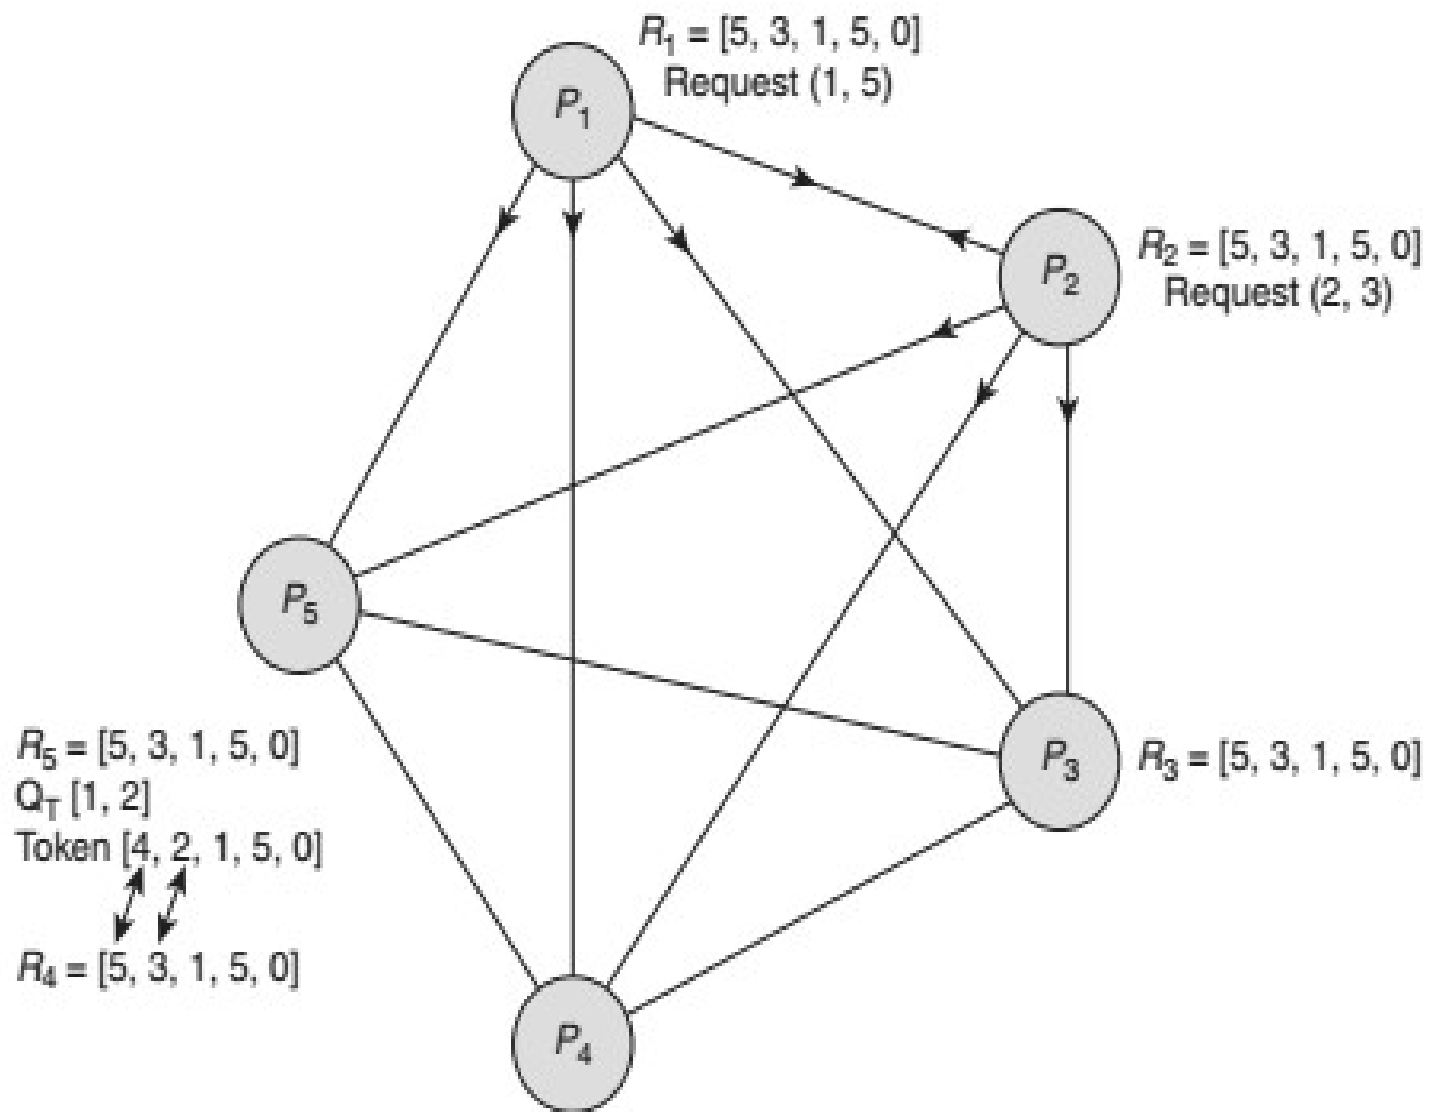 R₁ = [5, 3, 1, 5, 0]
Request (1, 5)
P₁
R₂ = [5, 3, 1, 5, 0]
Request (2, 3)
P₂
P₅
R₅ = [5, 3, 1, 5, 0]
Q_T [1, 2]
Token [4, 2, 1, 5, 0]
R₄ = [5, 3, 1, 5, 0]
P₃
R₃ = [5, 3, 1, 5, 0]
P₄